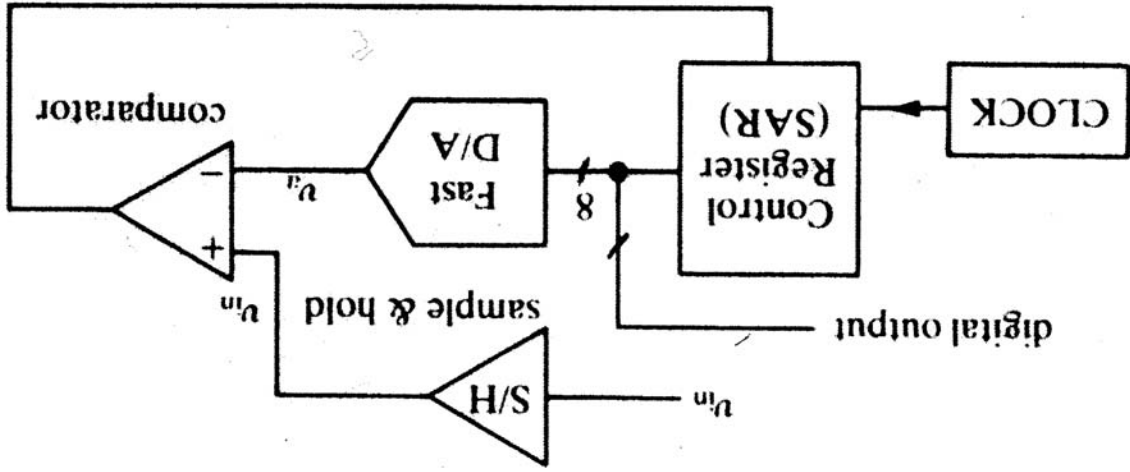 v_in
S/H
sample & hold
digital output
v_in
+
−
comparator
v_a
Fast
D/A
8
Control
Register
(SAR)
CLOCK